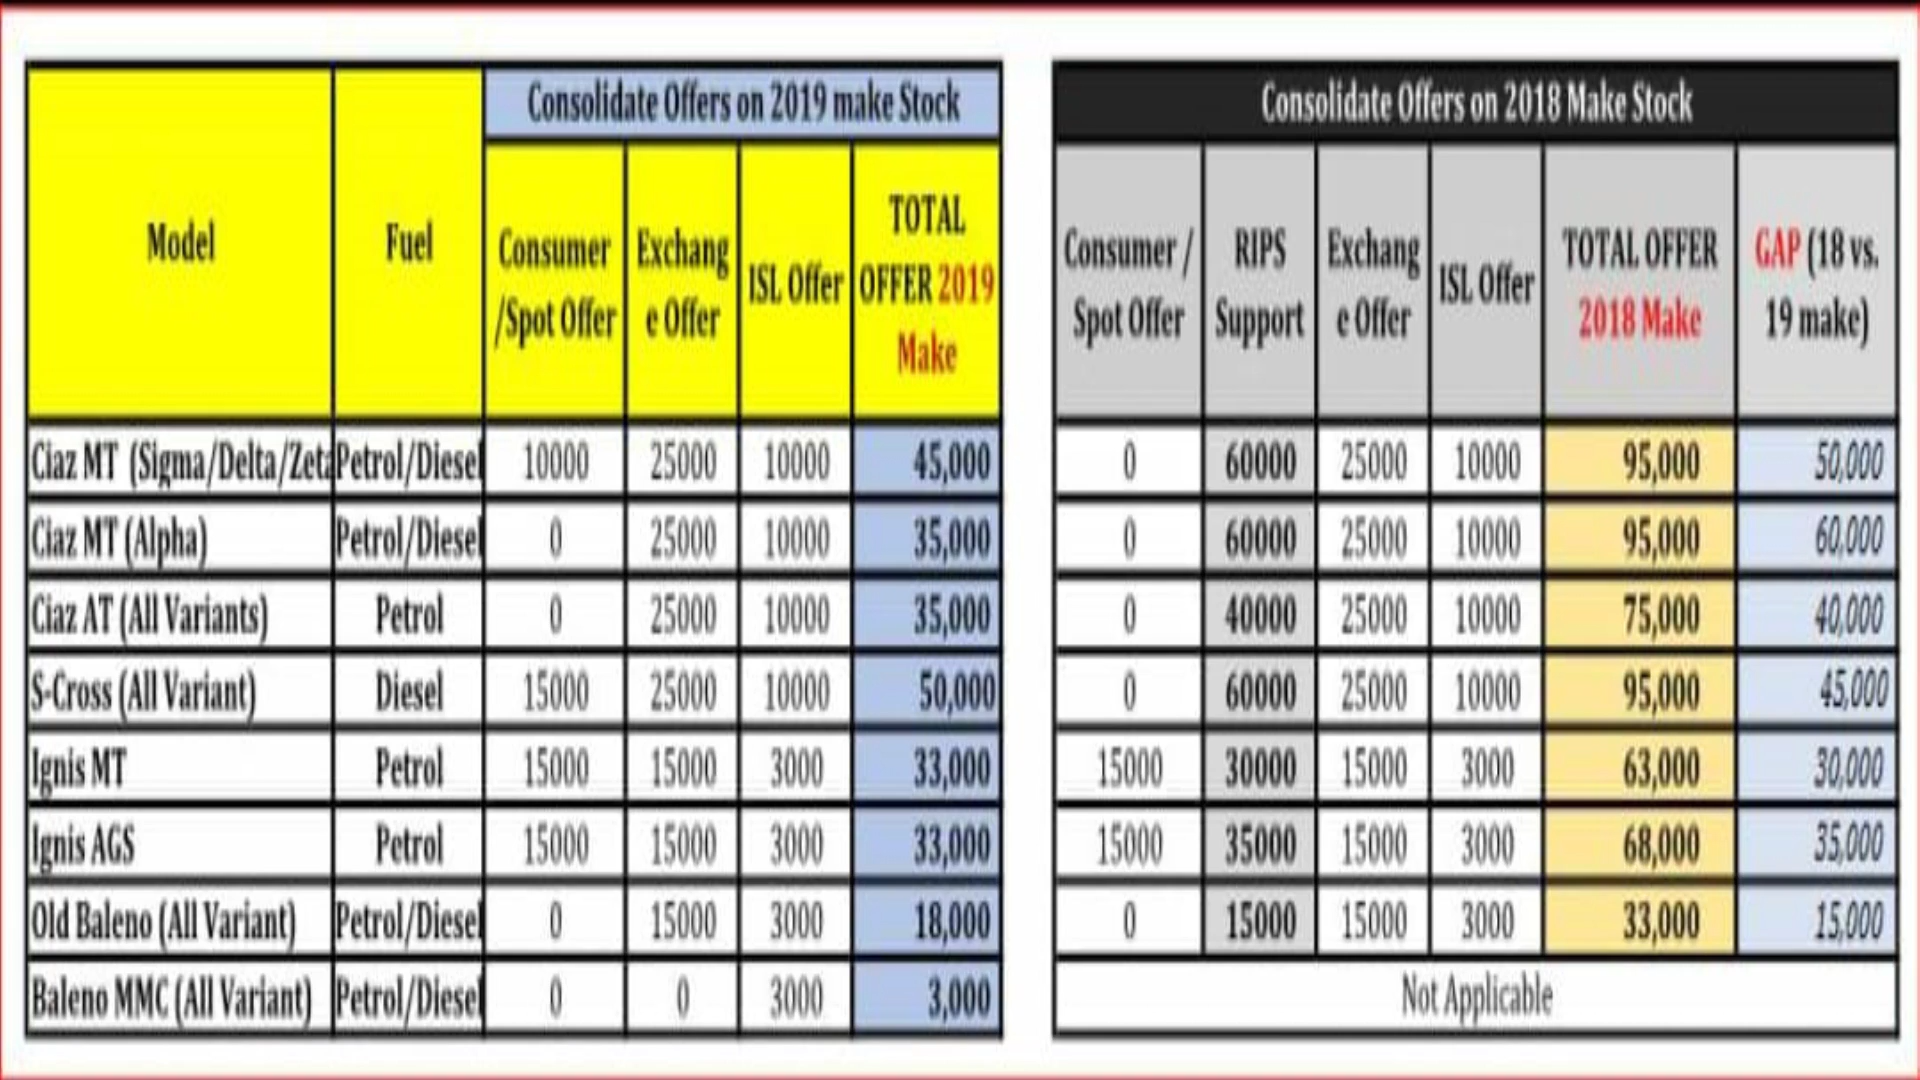 Consolidate Offers on 2019 make Stock
Consolidate Offers on 2018 Make Stock
Model Fuel Consumer /Spot Offer Exchang e Offer ISL Offer TOTAL OFFER 2019 Make Consumer / Spot Offer RIPS Support Exchang e Offer ISL Offer TOTAL OFFER 2018 Make GAP (18 vs. 19 make)
Ciaz MT (Sigma/Delta/Zeta Petrol/Diesel 10000 25000 10000 45,000 0 60000 25000 10000 95,000 50,000
Ciaz MT (Alpha) Petrol/Diesel 0 25000 10000 35,000 0 60000 25000 10000 95,000 60,000
Ciaz AT (All Variants) Petrol 0 25000 10000 35,000 0 40000 25000 10000 75,000 40,000
S-Cross (All Variant) Diesel 15000 25000 10000 50,000 0 60000 25000 10000 95,000 45,000
Ignis MT Petrol 15000 15000 3000 33,000 15000 30000 15000 3000 63,000 30,000
Ignis AGS Petrol 15000 15000 3000 33,000 15000 35000 15000 3000 68,000 35,000
Old Baleno (All Variant) Petrol/Diesel 0 15000 3000 18,000 0 15000 15000 3000 33,000 15,000
Baleno MMC (All Variant) Petrol/Diesel 0 0 3000 3,000 Not Applicable